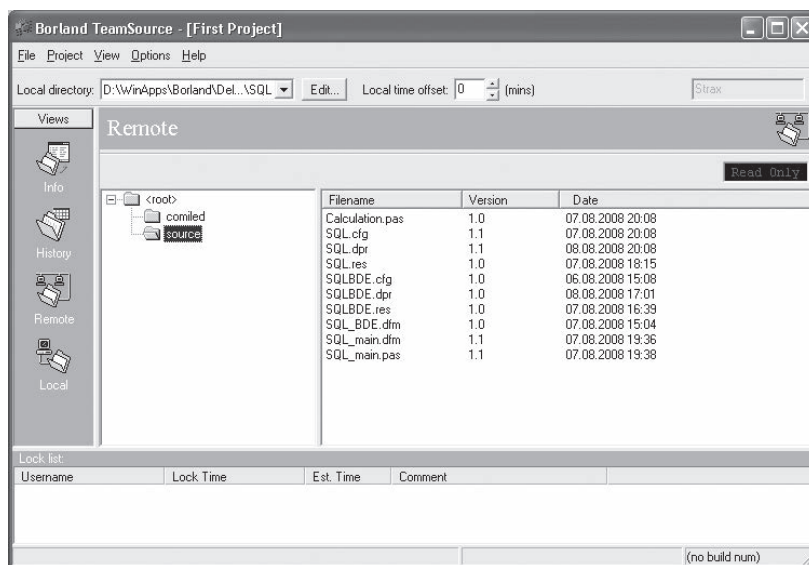 Borland TeamSource - [First Project]
File Project View Options Help
Local directory: D:\WinApps\Borland\Del...\SQL Edit... Local time offset: 0 (mins) Strax
Views
Remote
Info
Read Only
History
Remote
Local
<root>
comiled
source
Filename Version Date
Calculation.pas 1.0 07.08.2008 20:08
SQL.cfg 1.1 07.08.2008 20:08
SQL.dpr 1.1 08.08.2008 20:08
SQL.res 1.0 07.08.2008 18:15
SQLBDE.cfg 1.0 06.08.2008 15:08
SQLBDE.dpr 1.0 08.08.2008 17:01
SQLBDE.res 1.0 07.08.2008 16:39
SQL_BDE.dfm 1.0 07.08.2008 15:04
SQL_main.dfm 1.1 07.08.2008 19:36
SQL_main.pas 1.1 07.08.2008 19:38
Lock list:
Username Lock Time Est. Time Comment
(no build num)